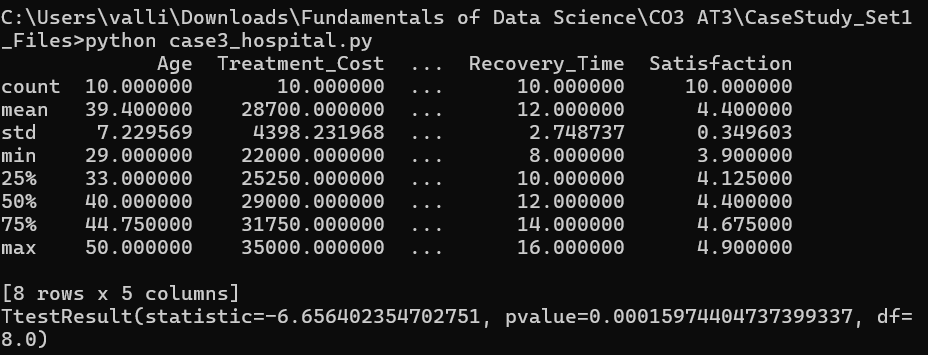 C:\Users\valli\Downloads\Fundamentals of Data Science\CO3 AT3\CaseStudy_Set1
_Files>python case3_hospital.py
             Age  Treatment_Cost  ...  Recovery_Time  Satisfaction
count  10.000000       10.000000  ...      10.000000     10.000000
mean   39.400000    28700.000000  ...      12.000000      4.400000
std     7.229569     4398.231968  ...       2.748737      0.349603
min    29.000000    22000.000000  ...       8.000000      3.900000
25%    33.000000    25250.000000  ...      10.000000      4.125000
50%    40.000000    29000.000000  ...      12.000000      4.400000
75%    44.750000    31750.000000  ...      14.000000      4.675000
max    50.000000    35000.000000  ...      16.000000      4.900000
[8 rows x 5 columns]
TtestResult(statistic=-6.656402354702751, pvalue=0.00015974404737399337, df=
8.0)